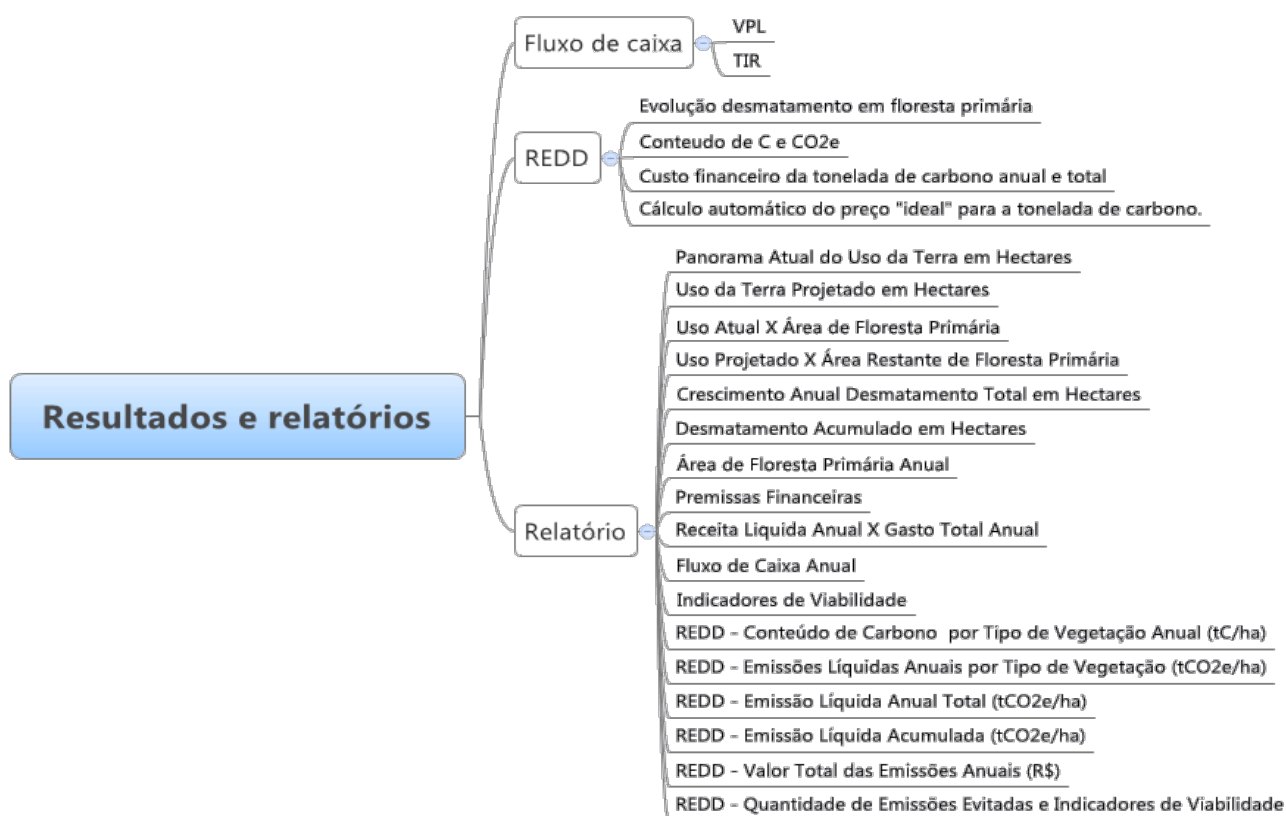 Resultados e relatórios
Fluxo de caixa
VPL
TIR
REDD
Evolução desmatamento em floresta primária
Conteudo de C e CO2e
Custo financeiro da tonelada de carbono anual e total
Cálculo automático do preço "ideal" para a tonelada de carbono.
Relatório
Panorama Atual do Uso da Terra em Hectares
Uso da Terra Projetado em Hectares
Uso Atual X Área de Floresta Primária
Uso Projetado X Área Restante de Floresta Primária
Crescimento Anual Desmatamento Total em Hectares
Desmatamento Acumulado em Hectares
Área de Floresta Primária Anual
Premissas Financeiras
Receita Liquida Anual X Gasto Total Anual
Fluxo de Caixa Anual
Indicadores de Viabilidade
REDD - Conteúdo de Carbono por Tipo de Vegetação Anual (tC/ha)
REDD - Emissões Líquidas Anuais por Tipo de Vegetação (tCO2e/ha)
REDD - Emissão Líquida Anual Total (tCO2e/ha)
REDD - Emissão Líquida Acumulada (tCO2e/ha)
REDD - Valor Total das Emissões Anuais (R$)
REDD - Quantidade de Emissões Evitadas e Indicadores de Viabilidade